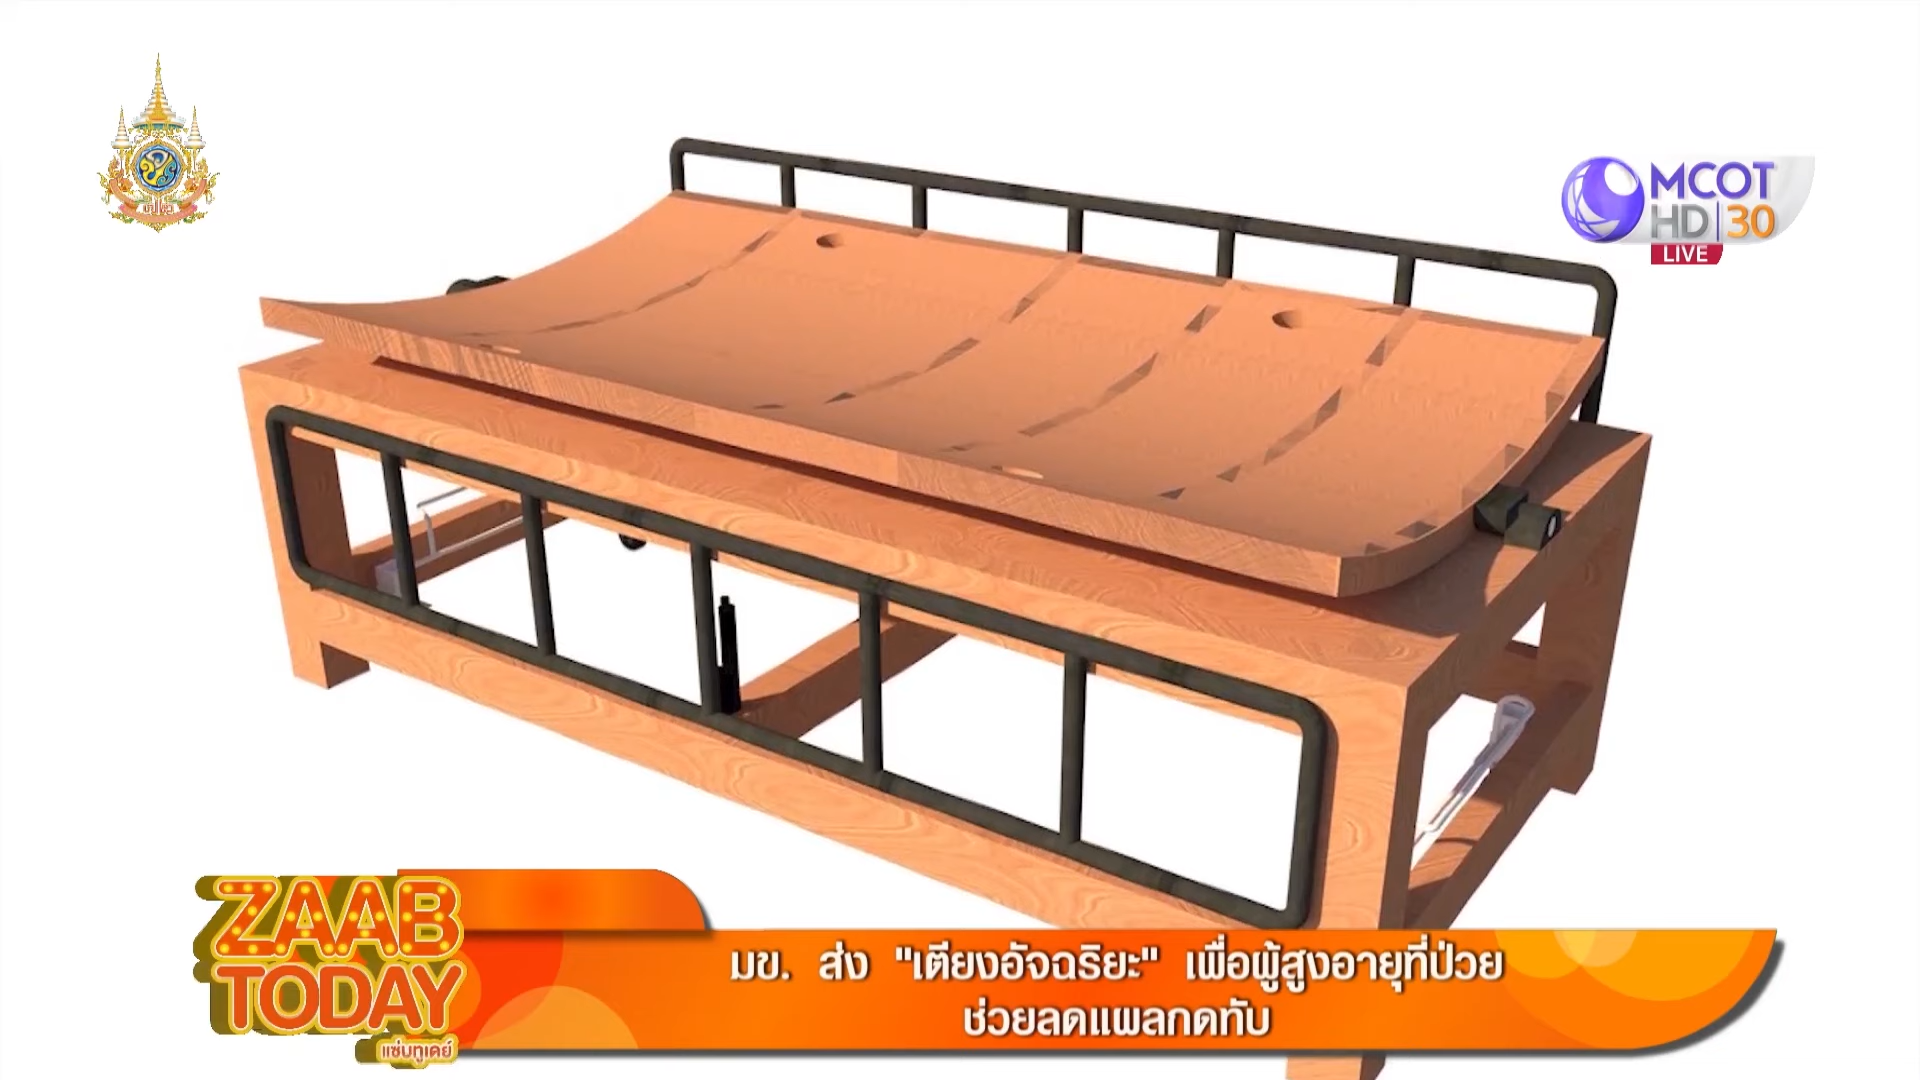 MCOT
HD 30
LIVE
ZAAB
TODAY
แซ่บทูเดย์
มข. ส่ง "เตียงอัจฉริยะ" เพื่อผู้สูงอายุที่ป่วย
ช่วยลดแผลกดทับ